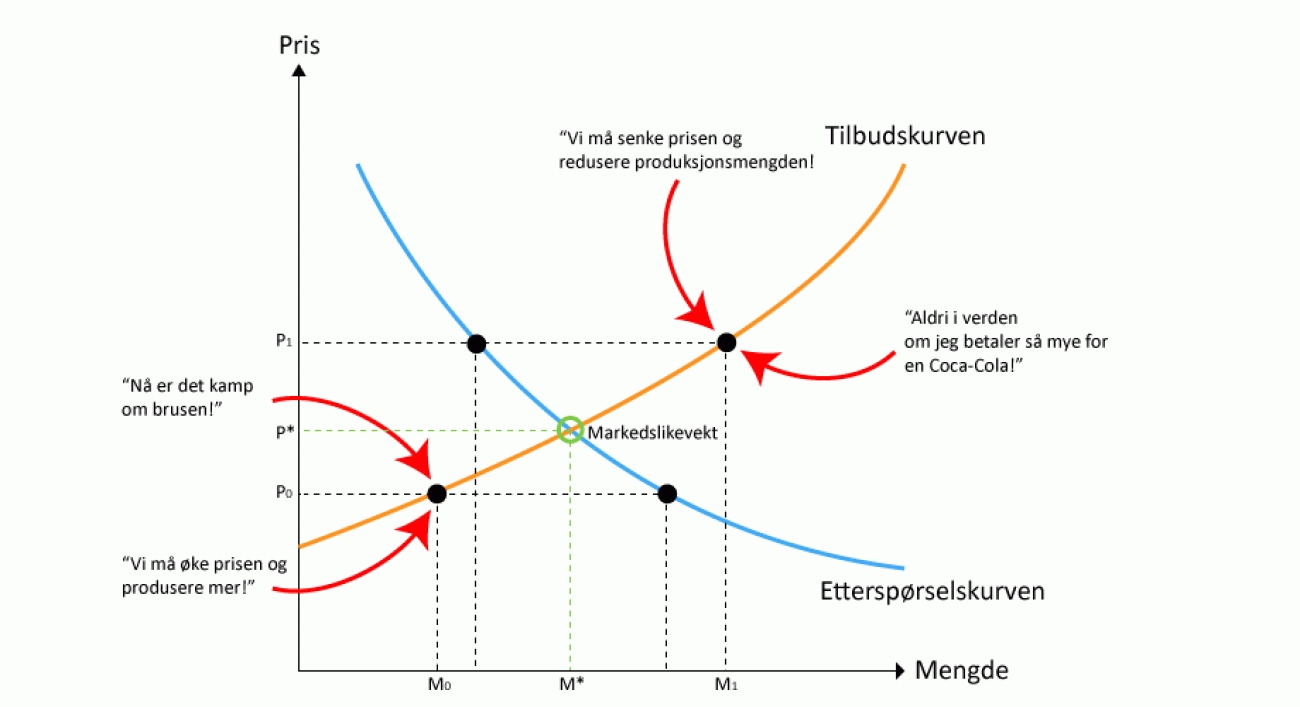 Pris
“Vi må senke prisen og
redusere produksjonsmengden!
Tilbudskurven
“Aldri i verden
om jeg betaler så mye for
en Coca-Cola!”
P1
“Nå er det kamp
om brusen!”
P*
Markedslikevekt
P0
“Vi må øke prisen og
produsere mer!”
Etterspørselskurven
Mengde
M0
M*
M1